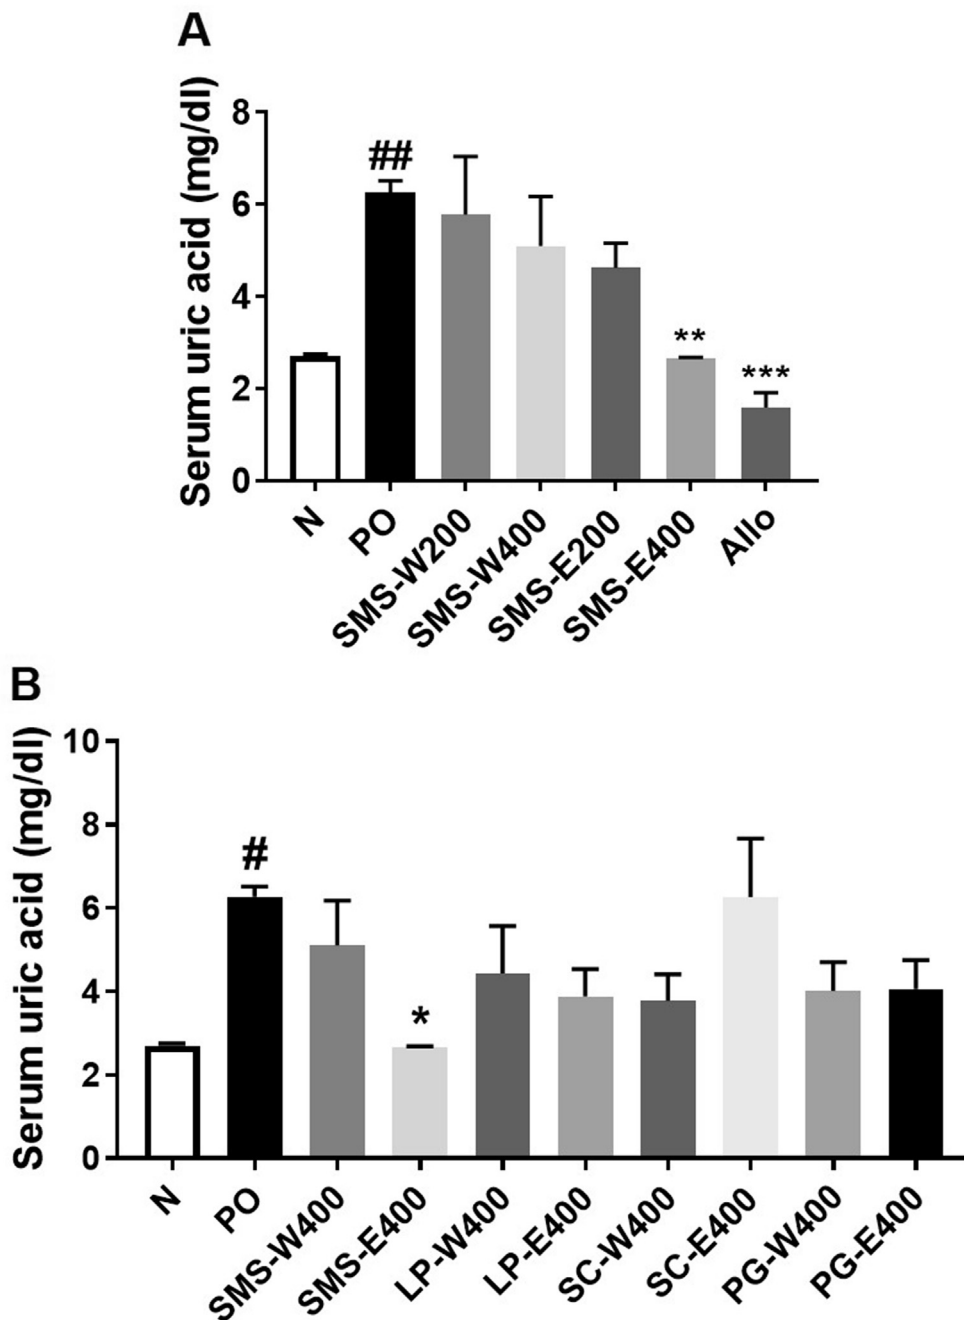 A
Serum uric acid (mg/dl)
8
6
4
2
0
##
**
***
N
PO
SMS-W200
SMS-W400
SMS-E200
SMS-E400
Allo
B
Serum uric acid (mg/dl)
10
8
6
4
2
0
#
*
N
PO
SMS-W400
SMS-E400
LP-W400
LP-E400
SC-W400
SC-E400
PG-W400
PG-E400